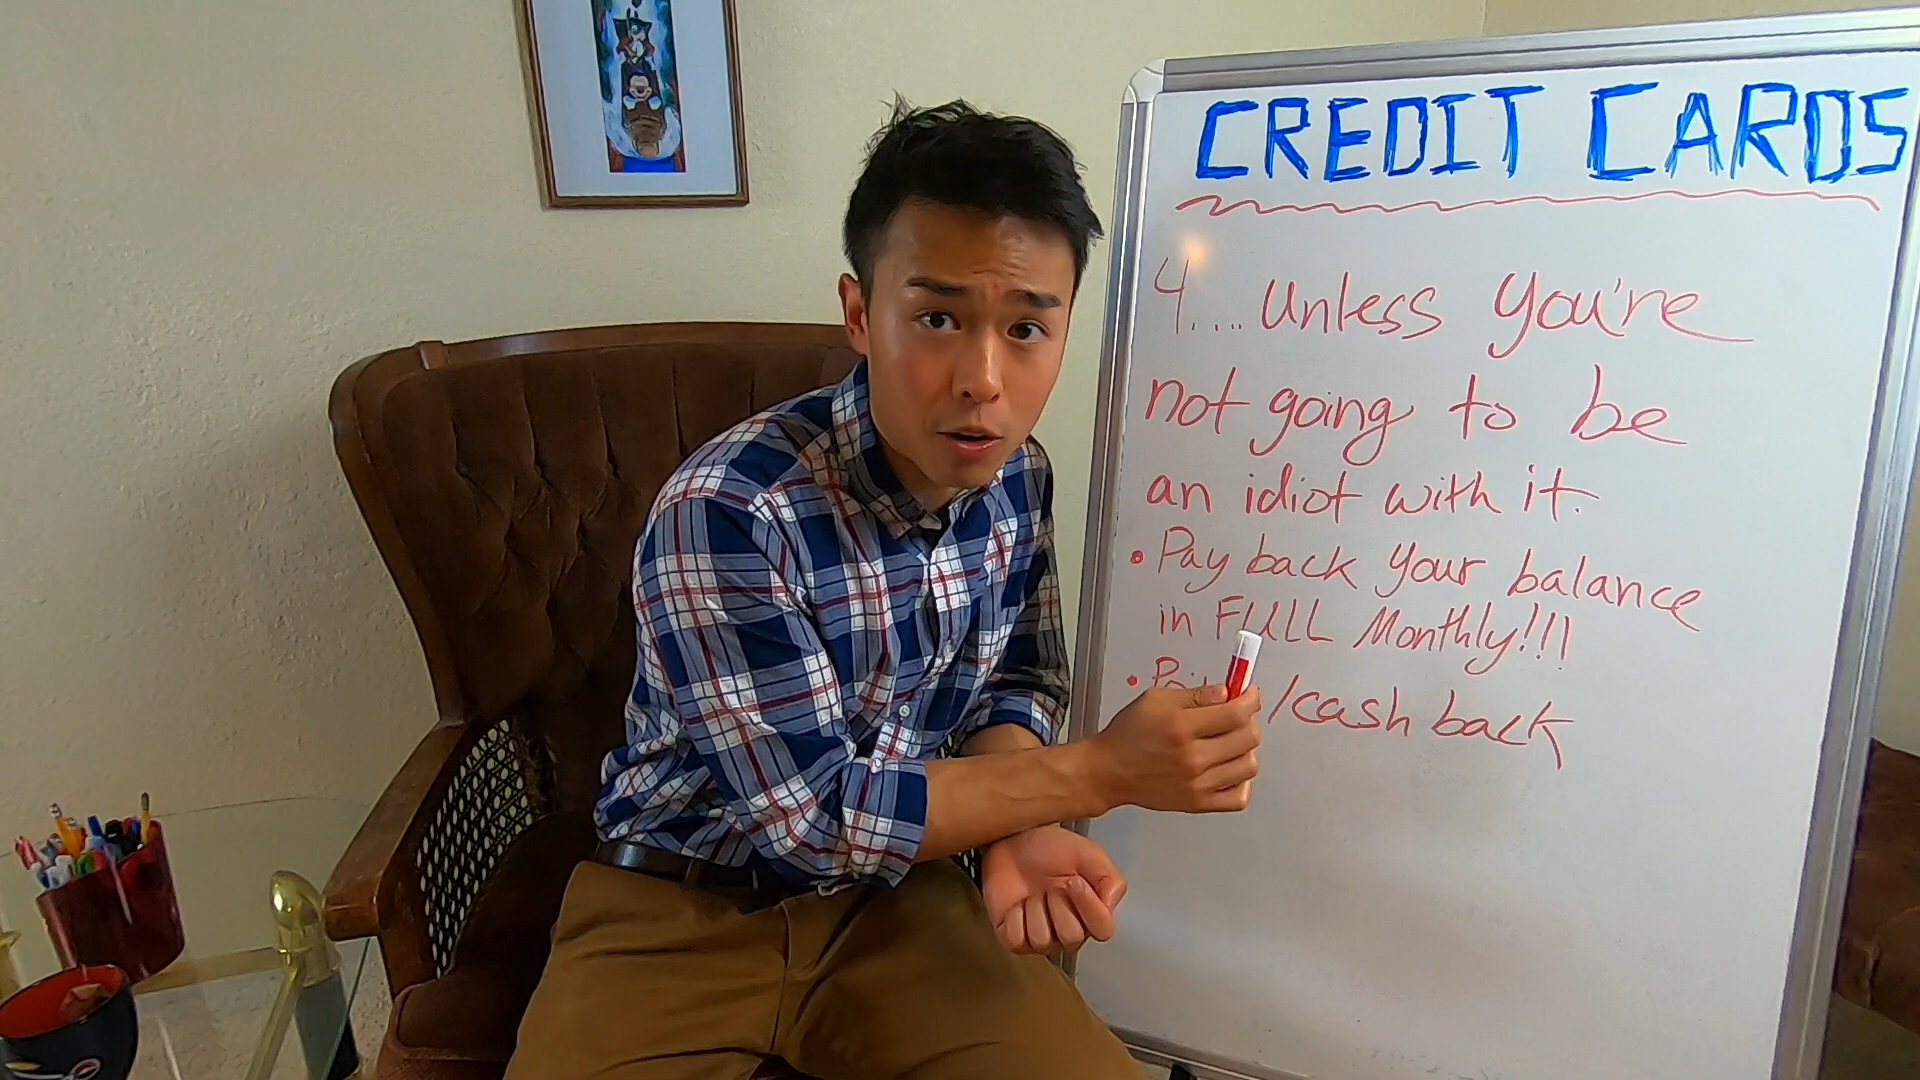 CREDIT CARDS
4.... Unless you're
not going to be
an idiot with it.
• Pay back your balance
in FULL Monthly!!!
• /cash back